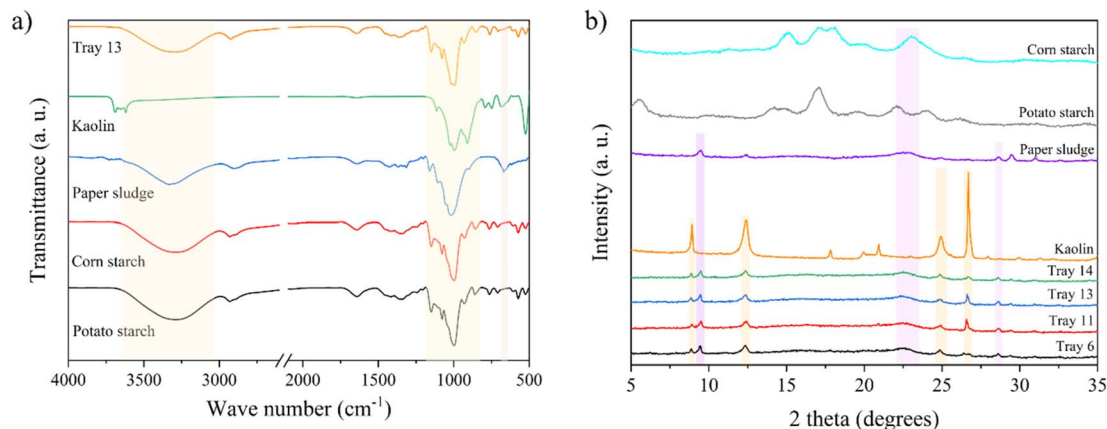 a)
Tray 13
Kaolin
Paper sludge
Corn starch
Potato starch
Transmittance (a. u.)
4000 3000 2000 1500 1000 500
Wave number (cm⁻¹)
b)
Corn starch
Potato starch
Paper sludge
Kaolin
Tray 14
Tray 13
Tray 11
Tray 6
Intensity (a. u.)
5 10 15 20 25 30 35
2 theta (degrees)